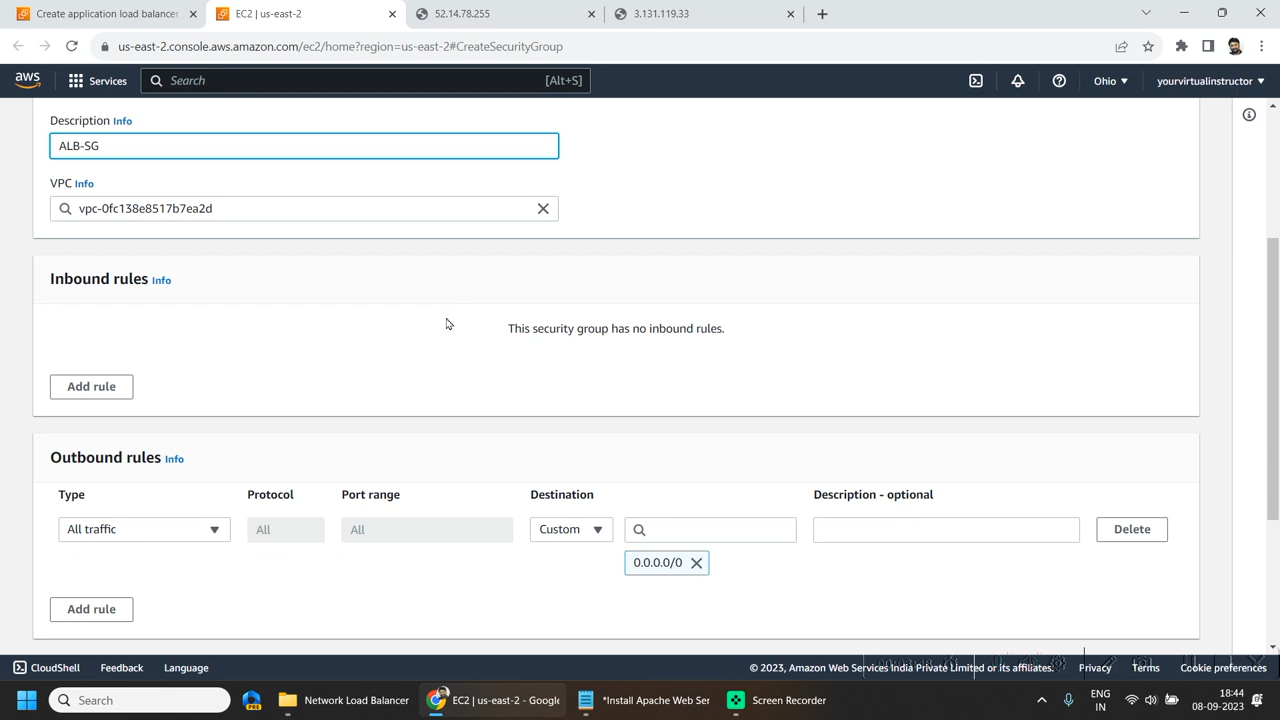 Create application load balancer
EC2 | us-east-2
52.14.78.255
3.131.119.33
us-east-2.console.aws.amazon.com/ec2/home?region=us-east-2#CreateSecurityGroup
aws
Services
Search
[Alt+S]
Ohio
yourvirtualinstructor
Description Info
ALB-SG
VPC Info
vpc-0fc138e8517b7ea2d
Inbound rules Info
This security group has no inbound rules.
Add rule
Outbound rules Info
Type
Protocol
Port range
Destination
Description - optional
All traffic
All
All
Custom
Delete
0.0.0.0/0
Add rule
CloudShell
Feedback
Language
© 2023, Amazon Web Services India Private Limited or its affiliates.
Privacy
Terms
Cookie preferences
Search
PRE
Network Load Balancer
EC2 | us-east-2 - Google
*Install Apache Web Ser
Screen Recorder
ENG
IN
18:44
08-09-2023